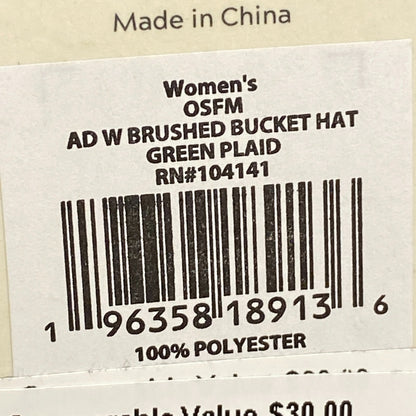 Made in China
Women's
OSFM
AD W BRUSHED BUCKET HAT
GREEN PLAID
RN#104141
1 96358 18913 6
100% POLYESTER
Value $30.00